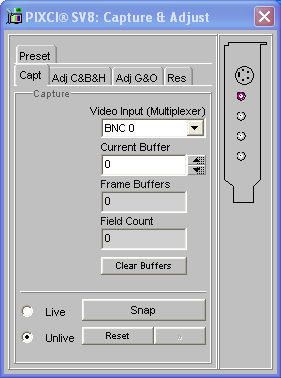 PIXCI® SV8: Capture & Adjust
Preset
Capt Adj C&B&H Adj G&O Res
Capture
Video Input (Multiplexer)
BNC 0
Current Buffer
0
Frame Buffers
0
Field Count
0
Clear Buffers
Live Snap
Unlive Reset